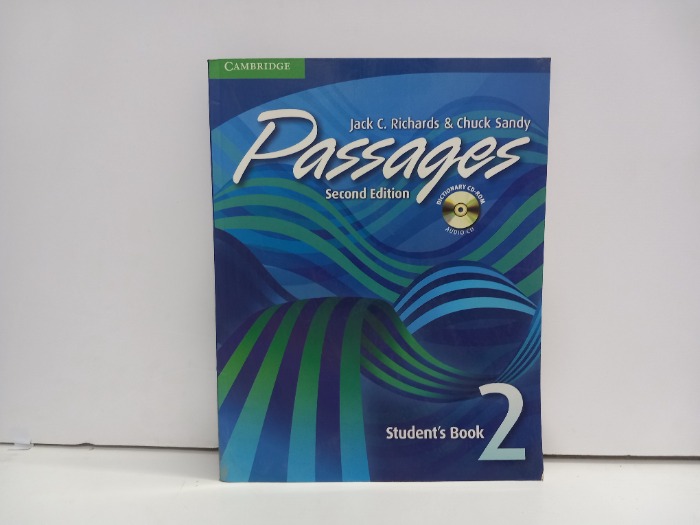 CAMBRIDGE
Jack C. Richards & Chuck Sandy
Passages
Second Edition
DICTIONARY CD-ROM
AUDIO CD
Student's Book 2